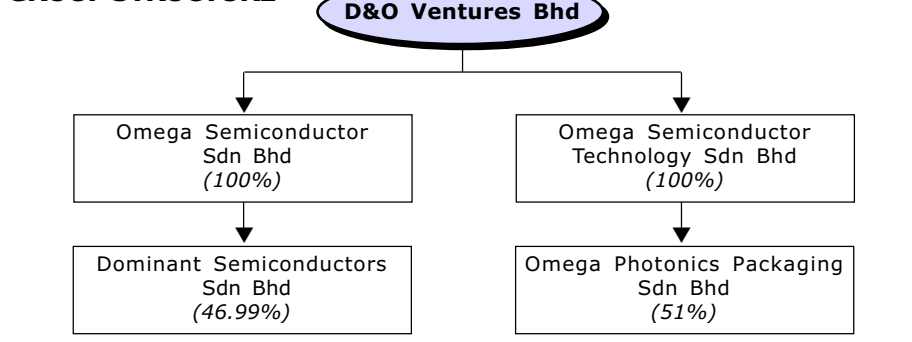 D&O Ventures Bhd
Omega Semiconductor
Sdn Bhd
(100%)
Omega Semiconductor
Technology Sdn Bhd
(100%)
Dominant Semiconductors
Sdn Bhd
(46.99%)
Omega Photonics Packaging
Sdn Bhd
(51%)